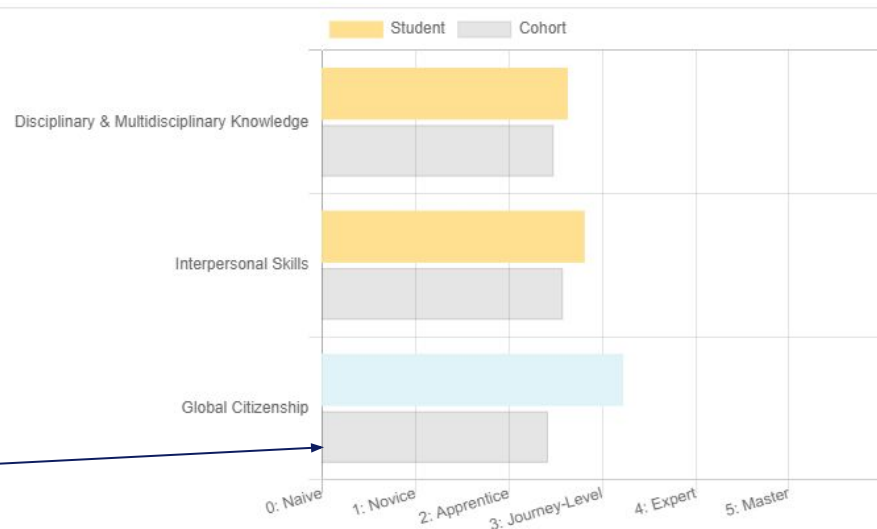 Student Cohort
Disciplinary & Multidisciplinary Knowledge
Interpersonal Skills
Global Citizenship
0: Naive 1: Novice 2: Apprentice 3: Journey-Level 4: Expert 5: Master